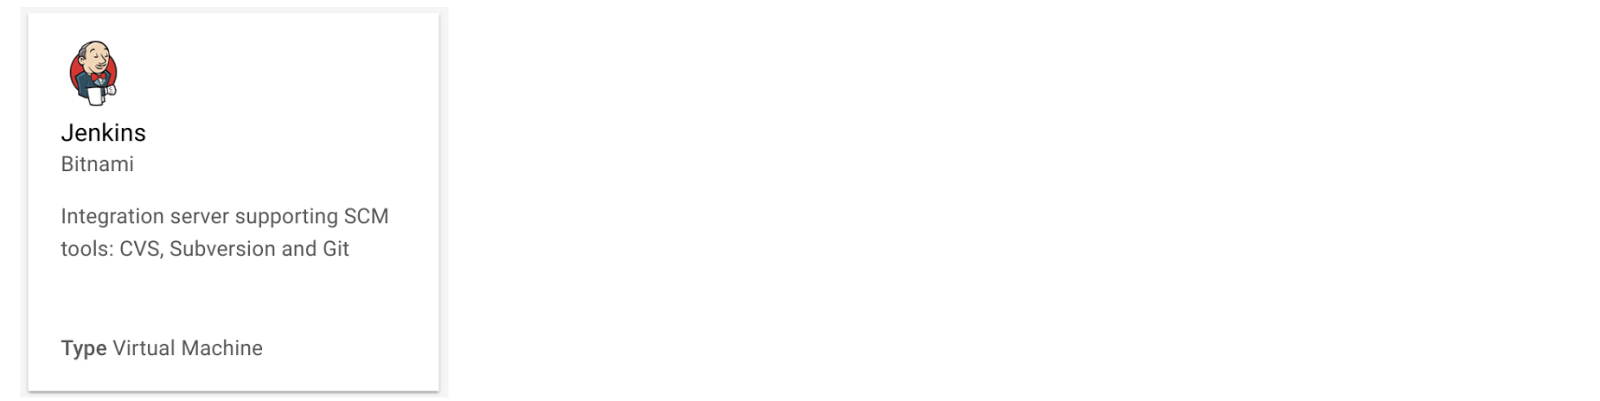 Jenkins
Bitnami
Integration server supporting SCM
tools: CVS, Subversion and Git
Type Virtual Machine